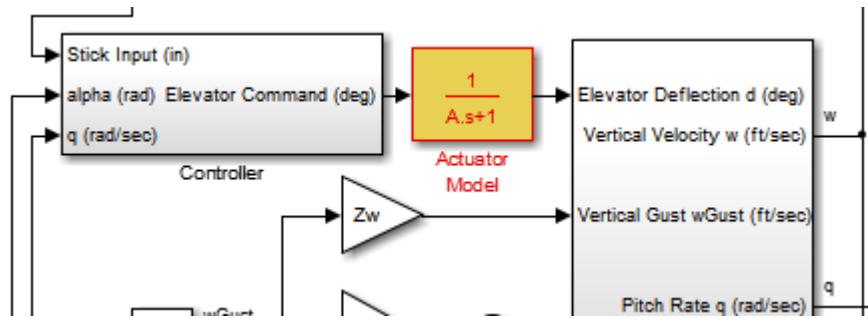 Stick Input (in)
alpha (rad) Elevator Command (deg)
q (rad/sec)
Controller
1
A.s+1
Actuator
Model
Elevator Deflection d (deg)
Vertical Velocity w (ft/sec)
w
Zw
Vertical Gust wGust (ft/sec)
q
Pitch Rate q (rad/sec)
wGust